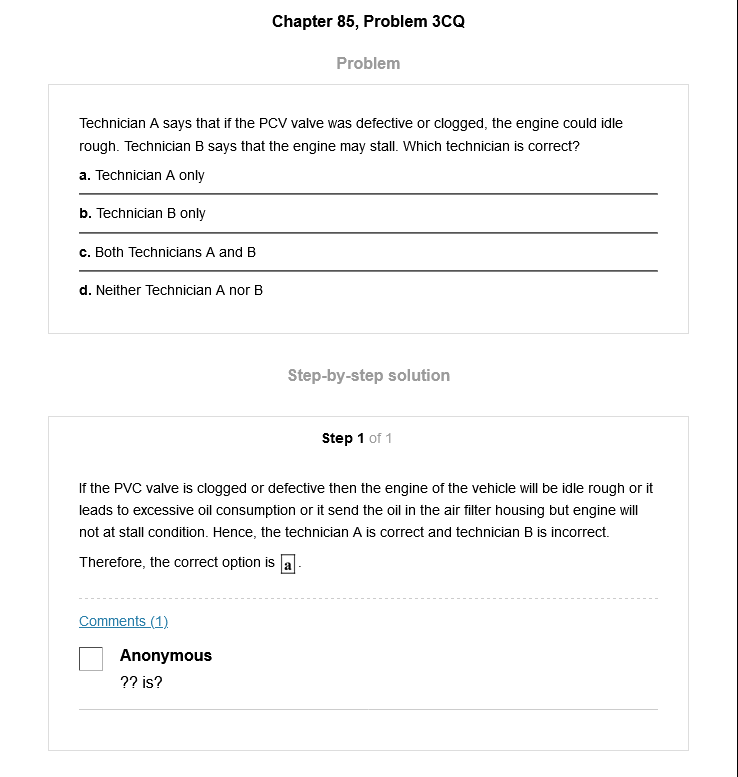 Chapter 85, Problem 3CQ
Problem
Technician A says that if the PCV valve was defective or clogged, the engine could idle
rough. Technician B says that the engine may stall. Which technician is correct?
a. Technician A only
b. Technician B only
c. Both Technicians A and B
d. Neither Technician A nor B
Step-by-step solution
Step 1 of 1
If the PVC valve is clogged or defective then the engine of the vehicle will be idle rough or it
leads to excessive oil consumption or it send the oil in the air filter housing but engine will
not at stall condition. Hence, the technician A is correct and technician B is incorrect.
Therefore, the correct option is a.
Comments (1)
Anonymous
?? is?